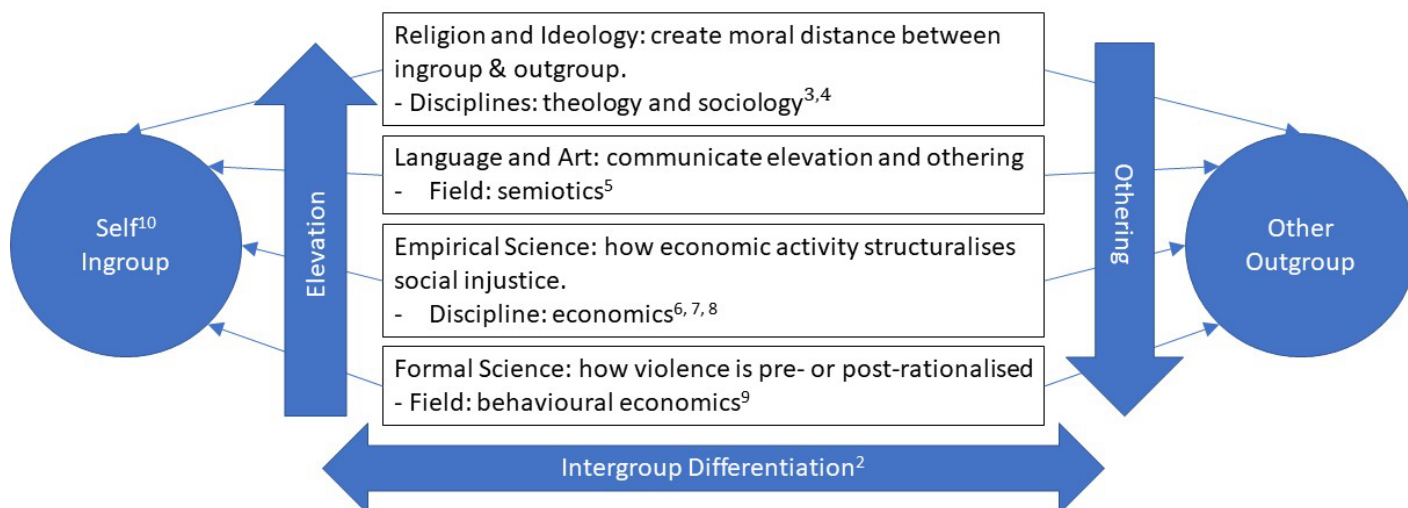 Religion and Ideology: create moral distance between
ingroup & outgroup.
- Disciplines: theology and sociology3,4
Language and Art: communicate elevation and othering
- Field: semiotics5
Self10
Ingroup
Elevation
Empirical Science: how economic activity structuralises
social injustice.
- Discipline: economics6, 7, 8
Othering
Other
Outgroup
Formal Science: how violence is pre- or post-rationalised
- Field: behavioural economics9
Intergroup Differentiation2